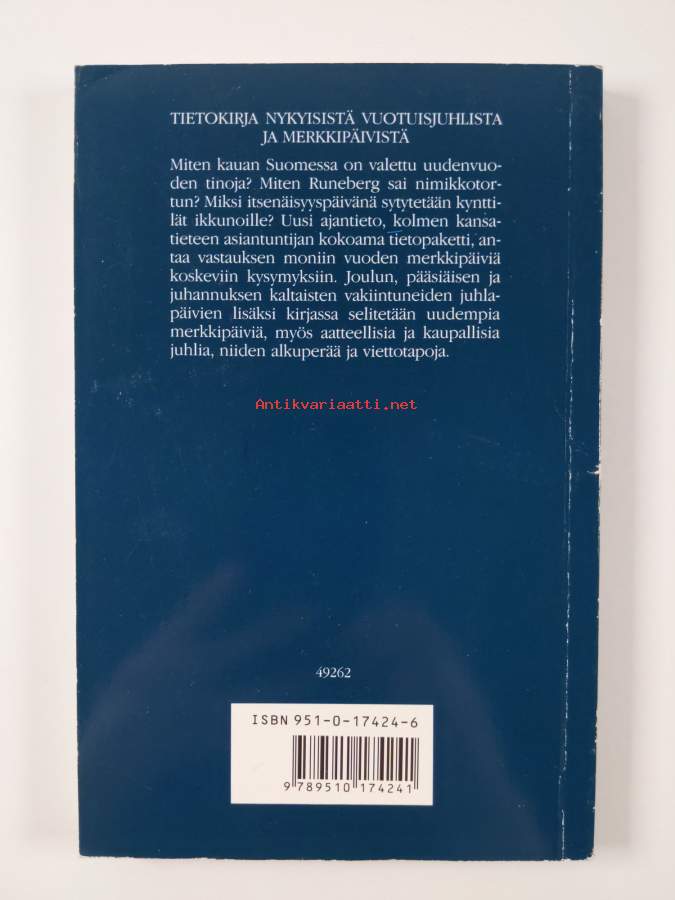 TIETOKIRJA NYKYISISTÄ VUOTUISJUHLISTA
JA MERKKIPÄIVISTÄ
Miten kauan Suomessa on valettu uudenvuo-
den tinoja? Miten Runeberg sai nimikkotor-
tun? Miksi itsenäisyyspäivänä sytytetään kyntti-
lät ikkunoille? Uusi ajantieto, kolmen kansa-
tieteen asiantuntijan kokoama tietopaketti, an-
taa vastauksen moniin vuoden merkkipäiviä
koskeviin kysymyksiin. Joulun, pääsiäisen ja
juhannuksen kaltaisten vakiintuneiden juhla-
päivien lisäksi kirjassa selitetään uudempia
merkkipäiviä, myös aatteellisia ja kaupallisia
juhlia, niiden alkuperää ja viettotapoja.
Antikvariaatti.net
49262
ISBN 951-0-17424-6
9 789510 174241